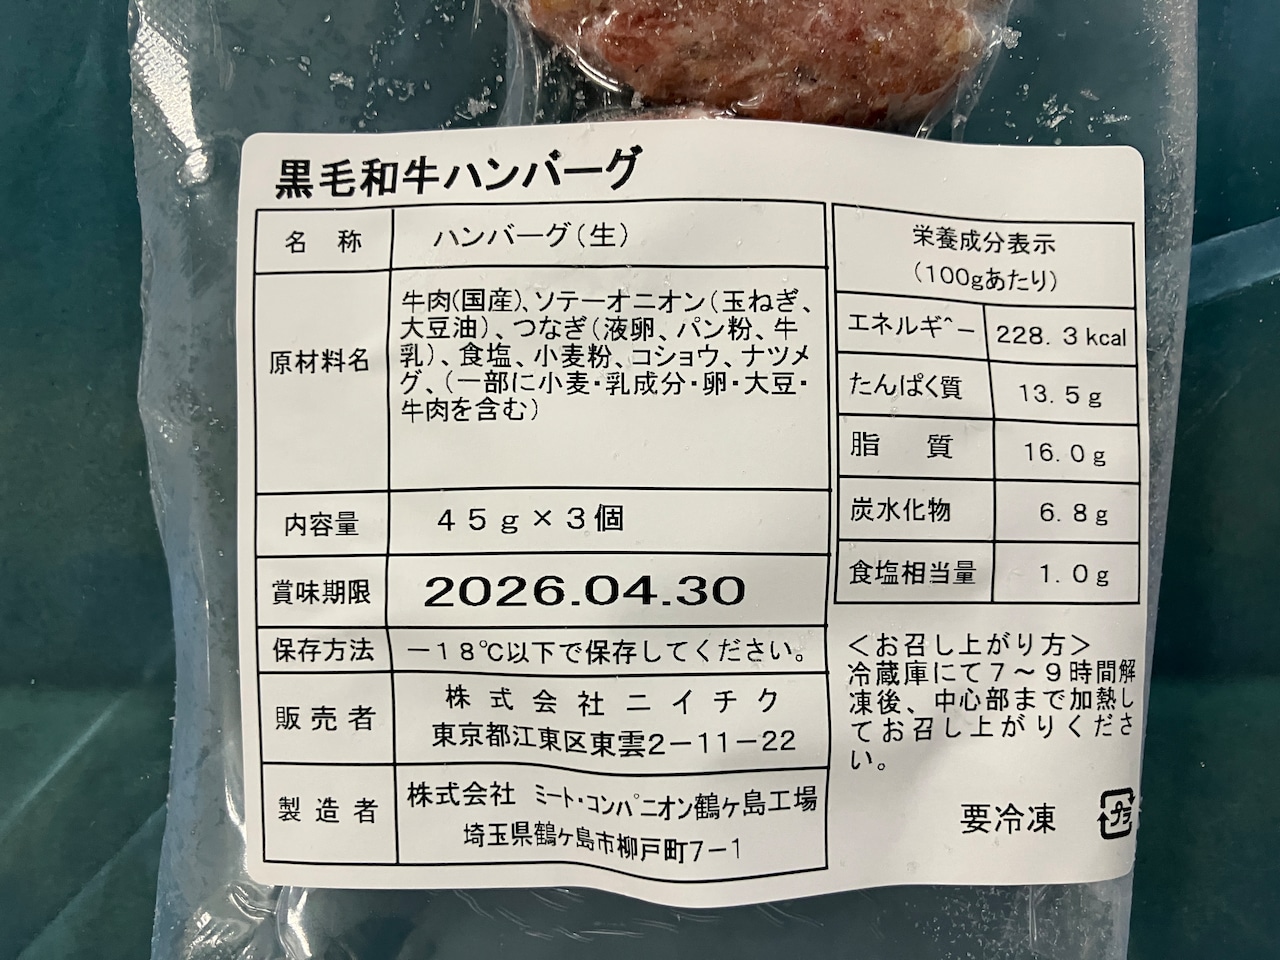 黒毛和牛ハンバーグ
名 称
ハンバーグ(生)
原材料名
牛肉(国産)、ソテーオニオン(玉ねぎ、
大豆油)、つなぎ(液卵、パン粉、牛
乳)、食塩、小麦粉、コショウ、ナツメ
グ、(一部に小麦・乳成分・卵・大豆・
牛肉を含む)
内容量
45g×3個
賞味期限
2026.04.30
保存方法
－18℃以下で保存してください。
販売者
株式会社ニイチク
東京都江東区東雲2－11－22
製造者
株式会社 ミート・コンパニオン鶴ヶ島工場
埼玉県鶴ヶ島市柳戸町7－1
栄養成分表示
(100gあたり)
エネルギ^ー
228.3kcal
たんぱく質
13.5g
脂 質
16.0g
炭水化物
6.8g
食塩相当量
1.0g
＜お召し上がり方＞
冷蔵庫にて7～9時間解
凍後、中心部まで加熱し
てお召し上がりくださ
い。
要冷凍
プラ